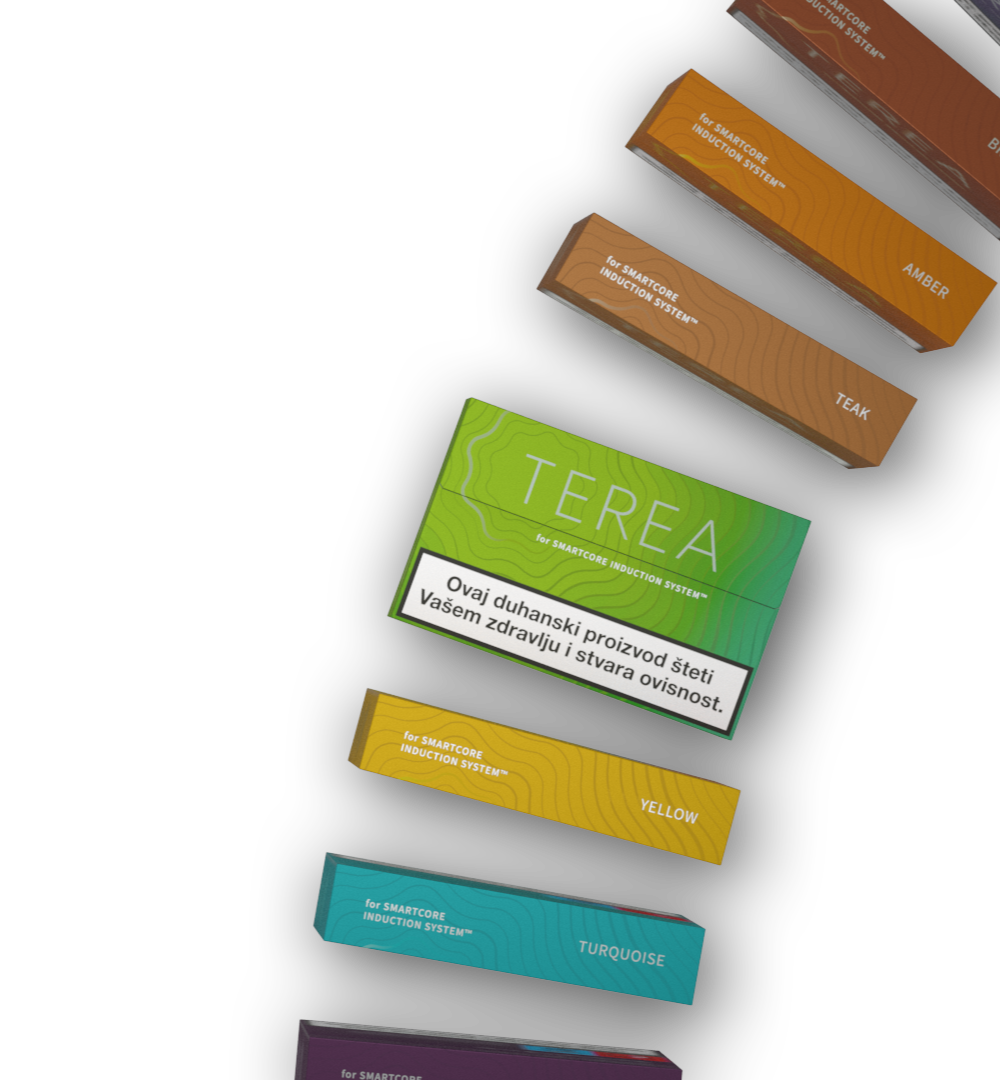 SMARTCORE
INDUCTION SYSTEM™
TEREA
for SMARTCORE
INDUCTION SYSTEM™
AMBER
for SMARTCORE
INDUCTION SYSTEM™
TEAK
TEREA
for SMARTCORE INDUCTION SYSTEM™
Ovaj duhanski proizvod šteti
Vašem zdravlju i stvara ovisnost.
for SMARTCORE
INDUCTION SYSTEM™
YELLOW
for SMARTCORE
INDUCTION SYSTEM™
TURQUOISE
for SMARTCORE